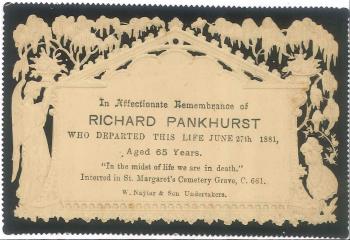 In Affectionate Remembrance of
RICHARD PANKHURST
WHO DEPARTED THIS LIFE JUNE 27th 1881,
Aged 65 Years.
"In the midst of life we are in death."
Interred in St. Margaret's Cemetery Grave, C. 661.
W. Nayler & Son Undertakers.